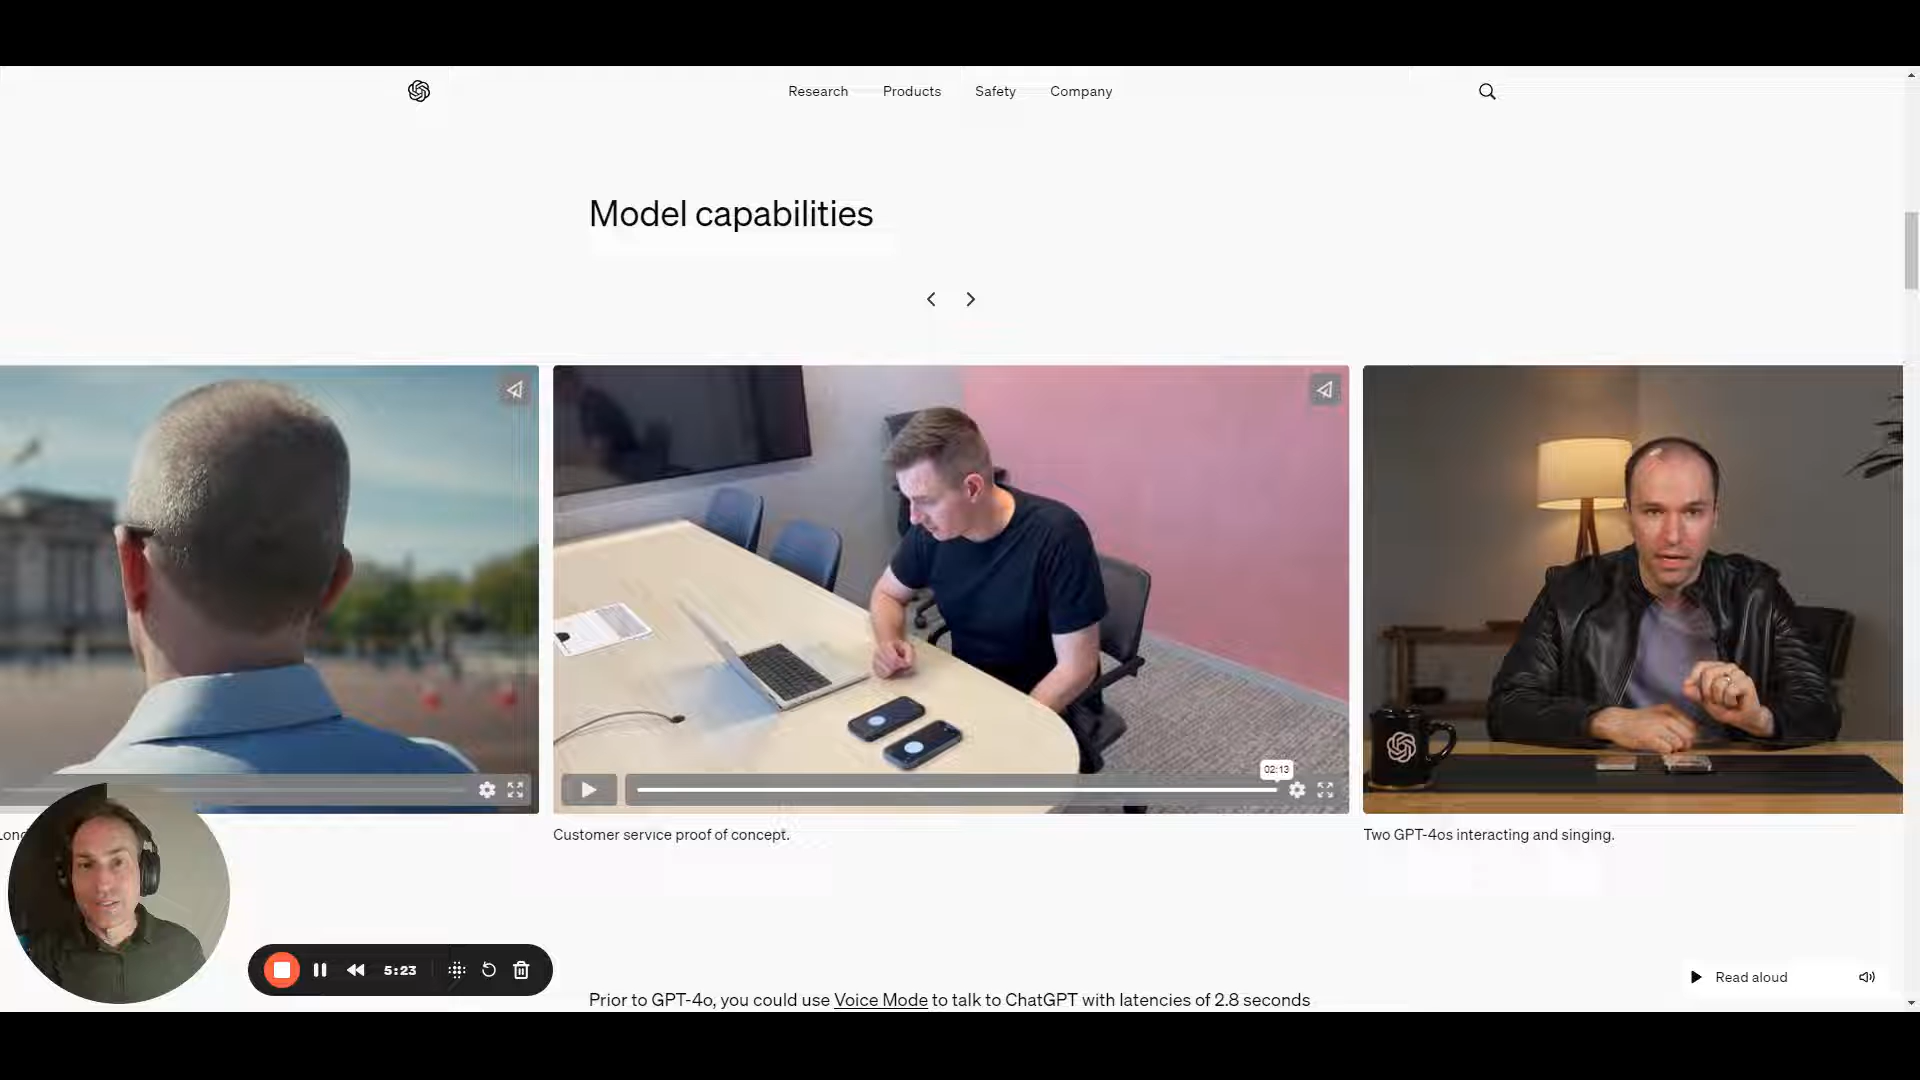 Research Products Safety Company
Model capabilities
02:13
Customer service proof of concept.
Two GPT-4os interacting and singing.
5:23
Read aloud
Prior to GPT-4o, you could use Voice Mode to talk to ChatGPT with latencies of 2.8 seconds